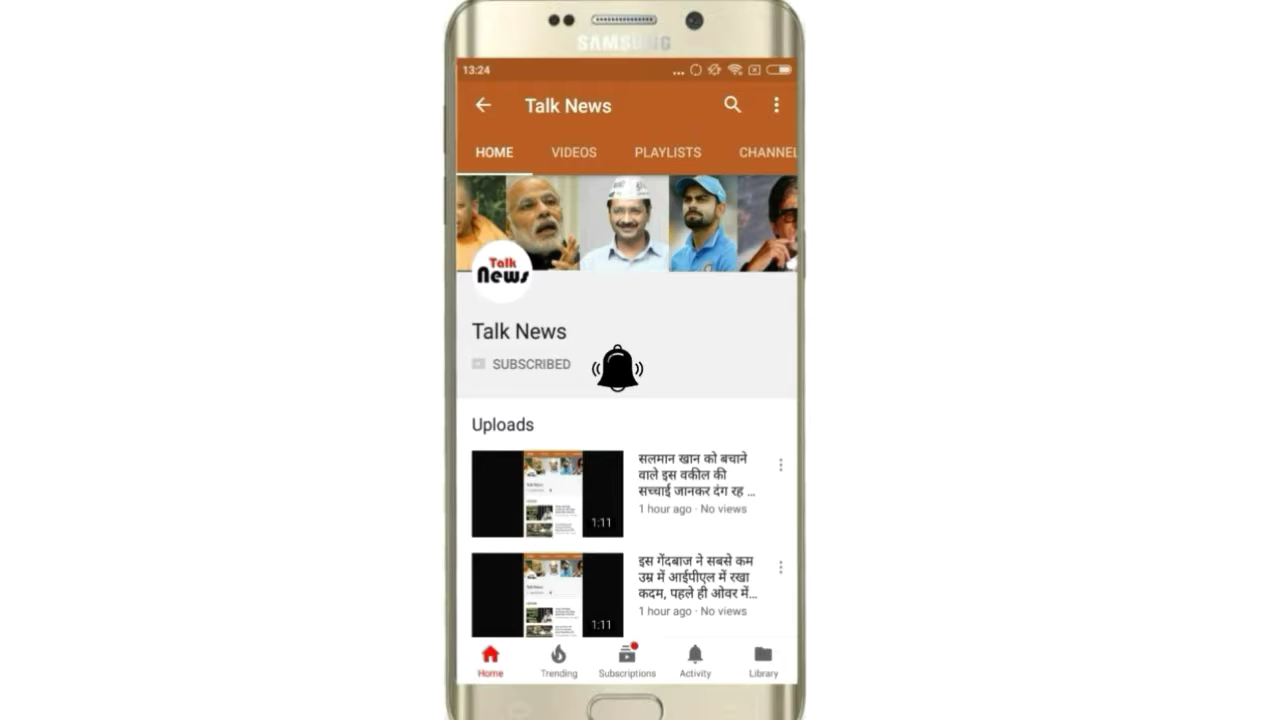 SAMSUNG
13:24
Talk News
HOME VIDEOS PLAYLISTS CHANNEL
Talk
News
Talk News
SUBSCRIBED
Uploads
सलमान खान को बचाने
वाले इस वकील की
सच्चाई जानकर दंग रह ...
1 hour ago · No views
1:11
इस गेंदबाज ने सबसे कम
उम्र में आईपीएल में रखा
कदम, पहले ही ओवर में...
1 hour ago · No views
1:11
Home Trending Subscriptions Activity Library